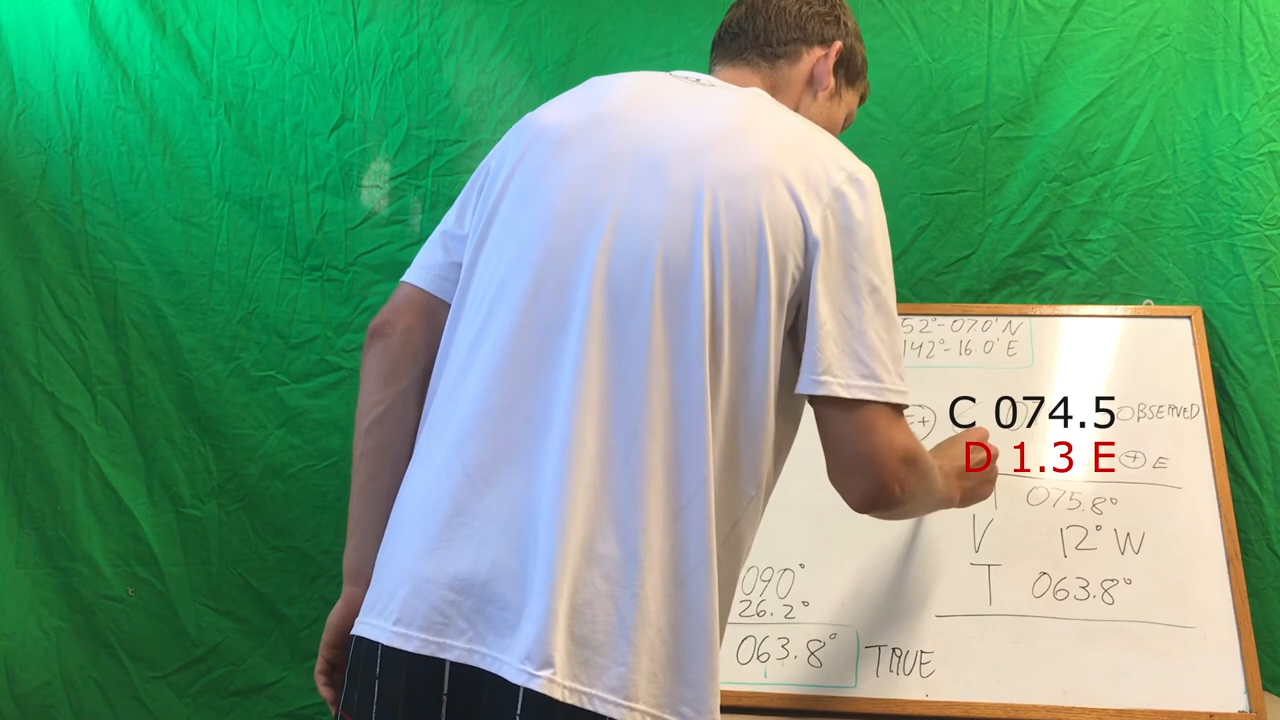 52°-07.0'N
142°-16.0'E
E+ C 074.5 OBSERVED
D 1.3 E + E
075.8°
V 12° W
T 063.8°
090°
26.2°
063.8° TRUE